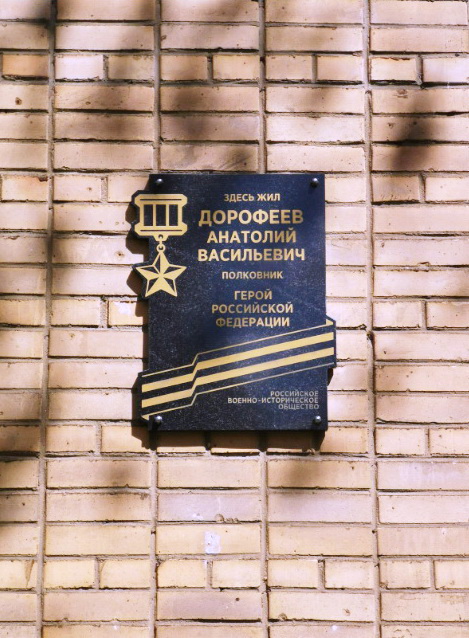 ЗДЕСЬ ЖИЛ
ДОРОФЕЕВ
АНАТОЛИЙ
ВАСИЛЬЕВИЧ
ПОЛКОВНИК
ГЕРОЙ
РОССИЙСКОЙ
ФЕДЕРАЦИИ
РОССИЙСКОЕ
ВОЕННО-ИСТОРИЧЕСКОЕ
ОБЩЕСТВО